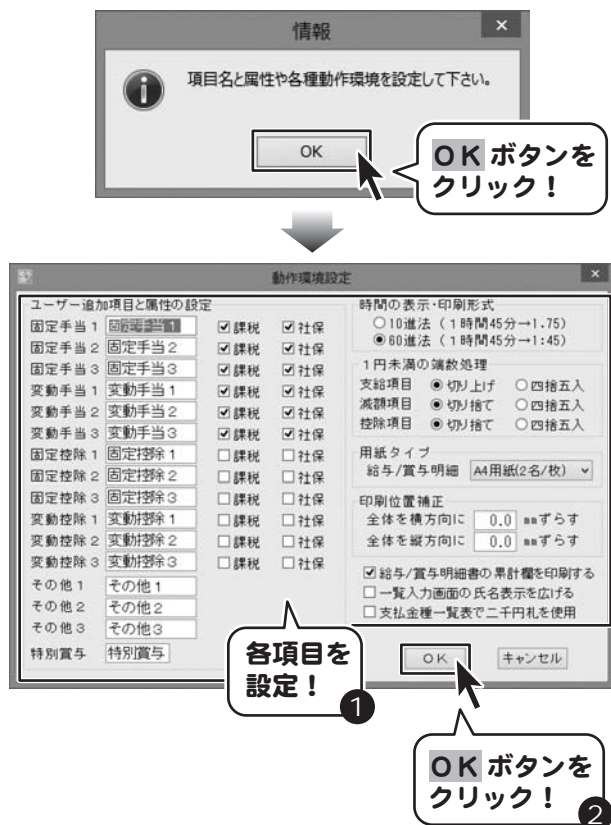 情報
×
項目名と属性や各種動作環境を設定して下さい。
OK
OK ボタンを
クリック！
動作環境設定
×
ユーザー追加項目と属性の設定
固定手当1 固定手当1 課税 社保
固定手当2 固定手当2 課税 社保
固定手当3 固定手当3 課税 社保
変動手当1 変動手当1 課税 社保
変動手当2 変動手当2 課税 社保
変動手当3 変動手当3 課税 社保
固定控除1 固定控除1 課税 社保
固定控除2 固定控除2 課税 社保
固定控除3 固定控除3 課税 社保
変動控除1 変動控除1 課税 社保
変動控除2 変動控除2 課税 社保
変動控除3 変動控除3 課税 社保
その他1 その他1
その他2 その他2
その他3 その他3
特別賞与 特別賞与
時間の表示・印刷形式
10進法（1時間45分→1.75）
60進法（1時間45分→1:45）
1円未満の端数処理
支給項目 切り上げ 四捨五入
減額項目 切り捨て 四捨五入
控除項目 切り捨て 四捨五入
用紙タイプ
給与/賞与明細 A4用紙(2名/枚)
印刷位置補正
全体を横方向に 0.0 mmずらす
全体を縦方向に 0.0 mmずらす
給与/賞与明細書の累計欄を印刷する
一覧入力画面の氏名表示を広げる
支払金種一覧表で二千円札を使用
OK キャンセル
各項目を
設定！
1
OK ボタンを
クリック！
2